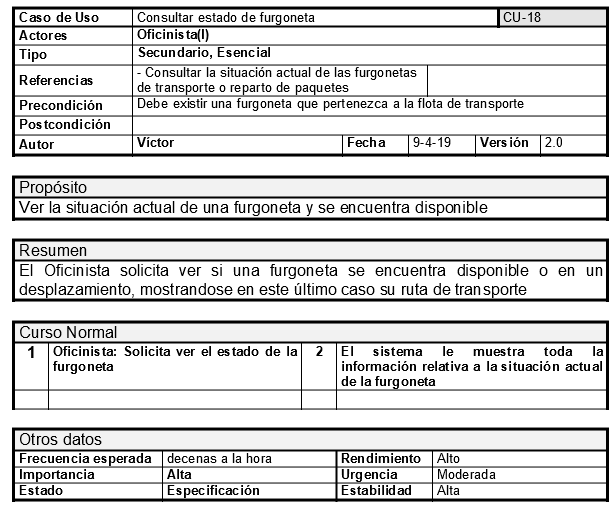 Caso de Uso Consultar estado de furgoneta CU-18
Actores Oficinista(I)
Tipo Secundario, Esencial
Referencias - Consultar la situación actual de las furgonetas
de transporte o reparto de paquetes
Precondición Debe existir una furgoneta que pertenezca a la flota de transporte
Postcondición
Autor Víctor Fecha 9-4-19 Versión 2.0
Propósito
Ver la situación actual de una furgoneta y se encuentra disponible
Resumen
El Oficinista solicita ver si una furgoneta se encuentra disponible o en un
desplazamiento, mostrandose en este último caso su ruta de transporte
Curso Normal
1 Oficinista: Solicita ver el estado de la
furgoneta
2 El sistema le muestra toda la
información relativa a la situación actual
de la furgoneta
Otros datos
Frecuencia esperada decenas a la hora Rendimiento Alto
Importancia Alta Urgencia Moderada
Estado Especificación Estabilidad Alta